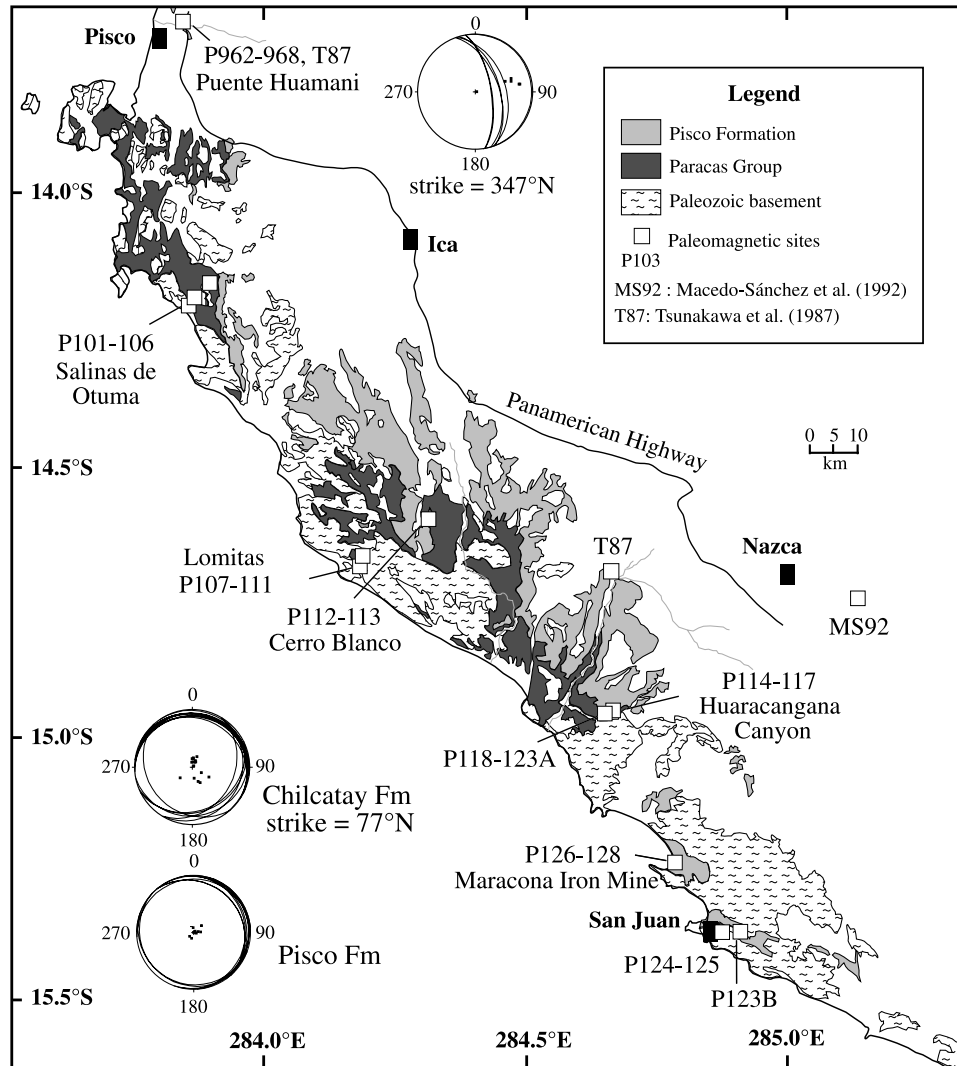 Pisco
P962-968, T87
Puente Huamani
0
270
90
180
strike = 347°N
Legend
Pisco Formation
Paracas Group
Paleozoic basement
Paleomagnetic sites
P103
MS92 : Macedo-Sánchez et al. (1992)
T87: Tsunakawa et al. (1987)
14.0°S
Ica
P101-106
Salinas de
Otuma
Panamerican Highway
0 5 10
km
14.5°S
Lomitas
P107-111
T87
Nazca
P112-113
Cerro Blanco
MS92
P114-117
Huaracangana
Canyon
0
270
90
180
15.0°S
P118-123A
Chilcatay Fm
strike = 77°N
P126-128
Maracona Iron Mine
0
270
90
180
Pisco Fm
San Juan
P124-125
P123B
15.5°S
284.0°E
284.5°E
285.0°E